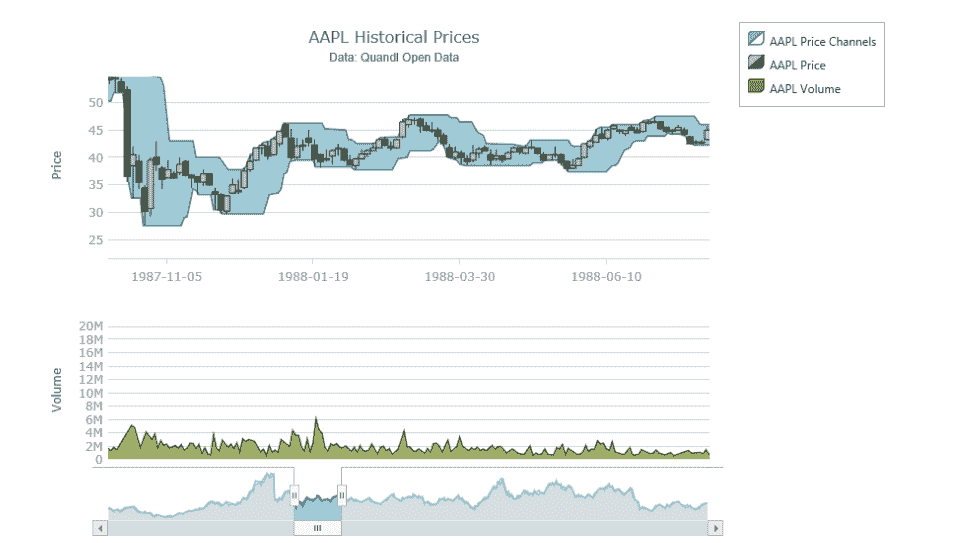 AAPL Historical Prices
Data: Quandl Open Data
AAPL Price Channels
AAPL Price
AAPL Volume
Price
50
45
40
35
30
25
1987-11-05 1988-01-19 1988-03-30 1988-06-10
Volume
20M
18M
16M
14M
12M
10M
8M
6M
4M
2M
0